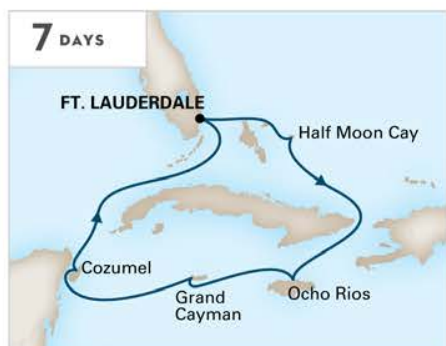 7 DAYS
FT. LAUDERDALE
Half Moon Cay
Cozumel
Grand
Cayman
Ocho Rios